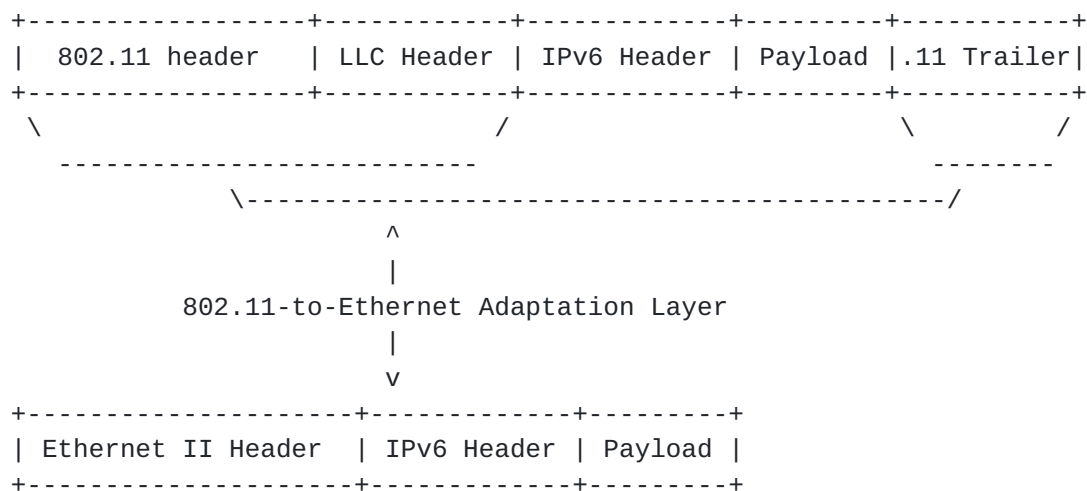 +------------------+------------+-------------+---------+-----------+
|  802.11 header   | LLC Header | IPv6 Header | Payload |.11 Trailer|
+------------------+------------+-------------+---------+-----------+
 \                            /                         \         /
   ---------------------------                            --------
              \---------------------------------------------/
                        ^
                        |
           802.11-to-Ethernet Adaptation Layer
                        |
                        v
+---------------------+-------------+---------+
| Ethernet II Header  | IPv6 Header | Payload |
+---------------------+-------------+---------+